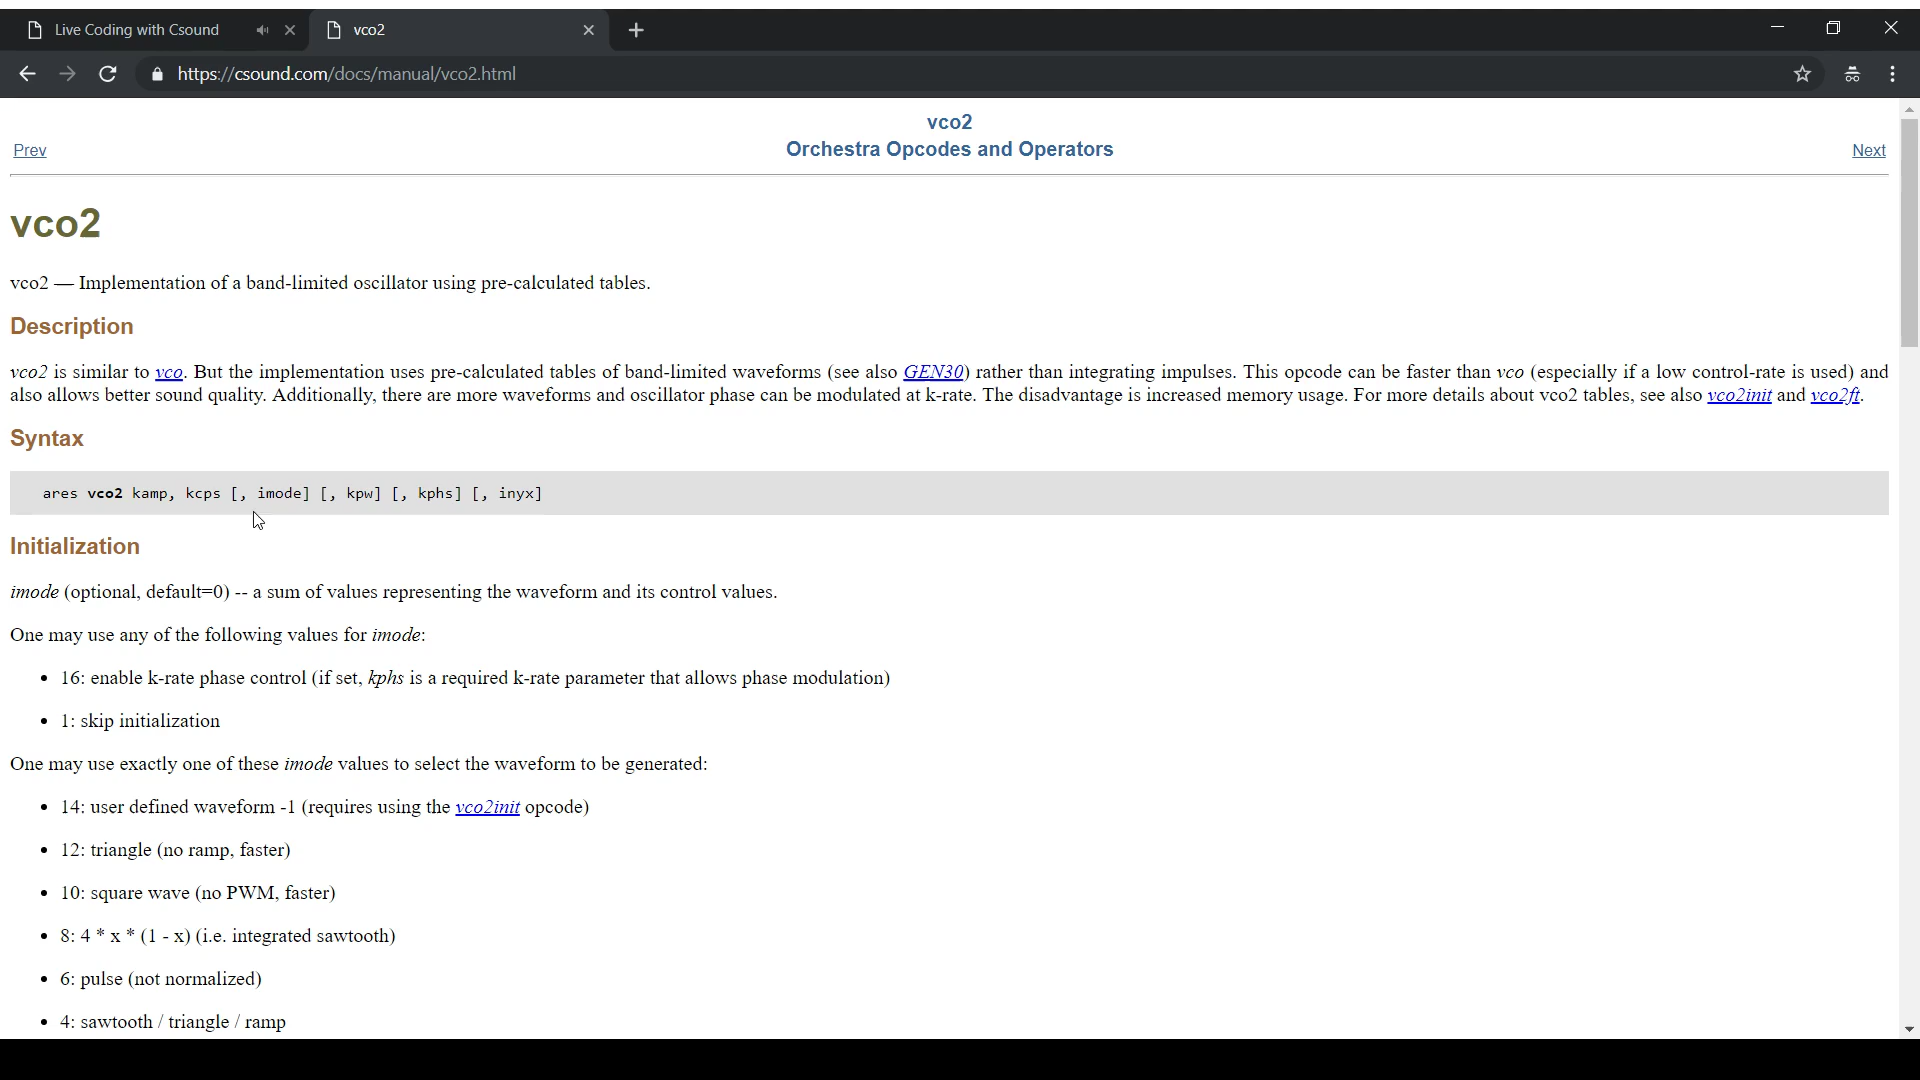 Live Coding with Csound
vco2
https://csound.com/docs/manual/vco2.html
vco2
Prev
Orchestra Opcodes and Operators
Next
vco2
vco2 — Implementation of a band-limited oscillator using pre-calculated tables.
Description
vco2 is similar to vco. But the implementation uses pre-calculated tables of band-limited waveforms (see also GEN30) rather than integrating impulses. This opcode can be faster than vco (especially if a low control-rate is used) and
also allows better sound quality. Additionally, there are more waveforms and oscillator phase can be modulated at k-rate. The disadvantage is increased memory usage. For more details about vco2 tables, see also vco2init and vco2ft.
Syntax
ares vco2 kamp, kcps [, imode] [, kpw] [, kphs] [, inyx]
Initialization
imode (optional, default=0) -- a sum of values representing the waveform and its control values.
One may use any of the following values for imode:
• 16: enable k-rate phase control (if set, kphs is a required k-rate parameter that allows phase modulation)
• 1: skip initialization
One may use exactly one of these imode values to select the waveform to be generated:
• 14: user defined waveform -1 (requires using the vco2init opcode)
• 12: triangle (no ramp, faster)
• 10: square wave (no PWM, faster)
• 8: 4 * x * (1 - x) (i.e. integrated sawtooth)
• 6: pulse (not normalized)
• 4: sawtooth / triangle / ramp